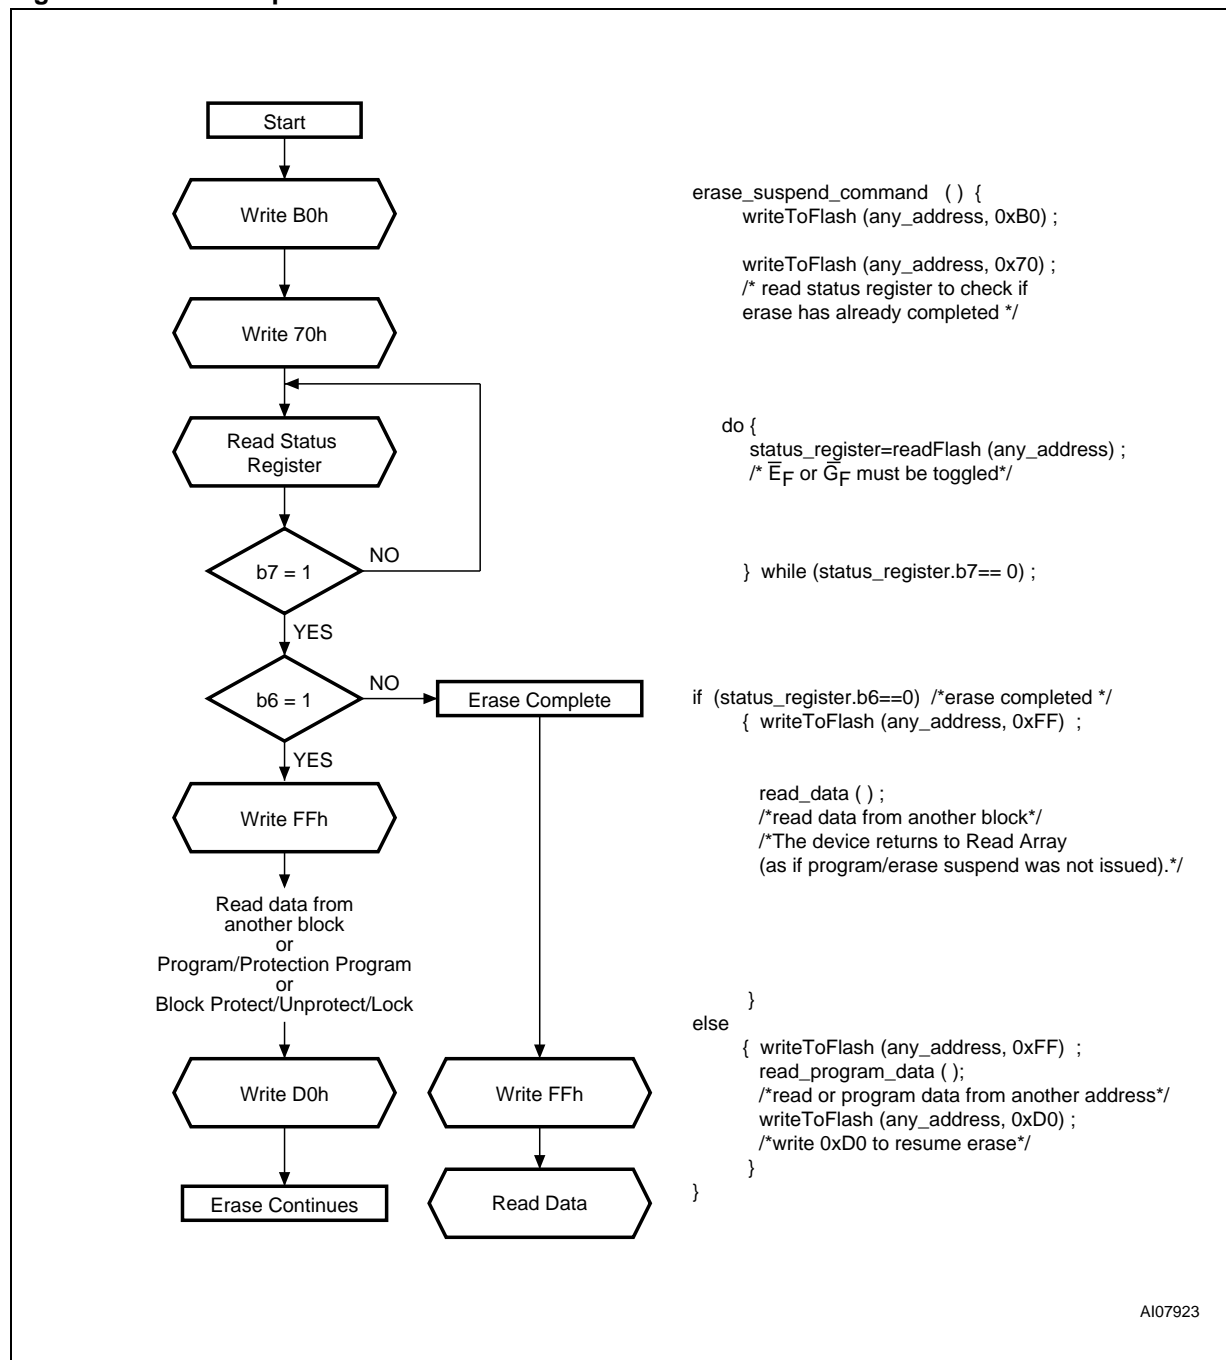 Start
Write B0h
Write 70h
Read Status
Register
b7 = 1
NO
YES
b6 = 1
NO
Erase Complete
YES
Write FFh
Read data from
another block
or
Program/Protection Program
or
Block Protect/Unprotect/Lock
Write D0h
Write FFh
Erase Continues
Read Data
erase_suspend_command ( ) {
writeToFlash (any_address, 0xB0) ;
writeToFlash (any_address, 0x70) ;
/* read status register to check if
erase has already completed */
do {
status_register=readFlash (any_address) ;
/* E̅F or G̅F must be toggled*/
} while (status_register.b7== 0) ;
if (status_register.b6==0) /*erase completed */
{ writeToFlash (any_address, 0xFF) ;
read_data ( ) ;
/*read data from another block*/
/*The device returns to Read Array
(as if program/erase suspend was not issued).*/
}
else
{ writeToFlash (any_address, 0xFF) ;
read_program_data ( );
/*read or program data from another address*/
writeToFlash (any_address, 0xD0) ;
/*write 0xD0 to resume erase*/
}
}
AI07923